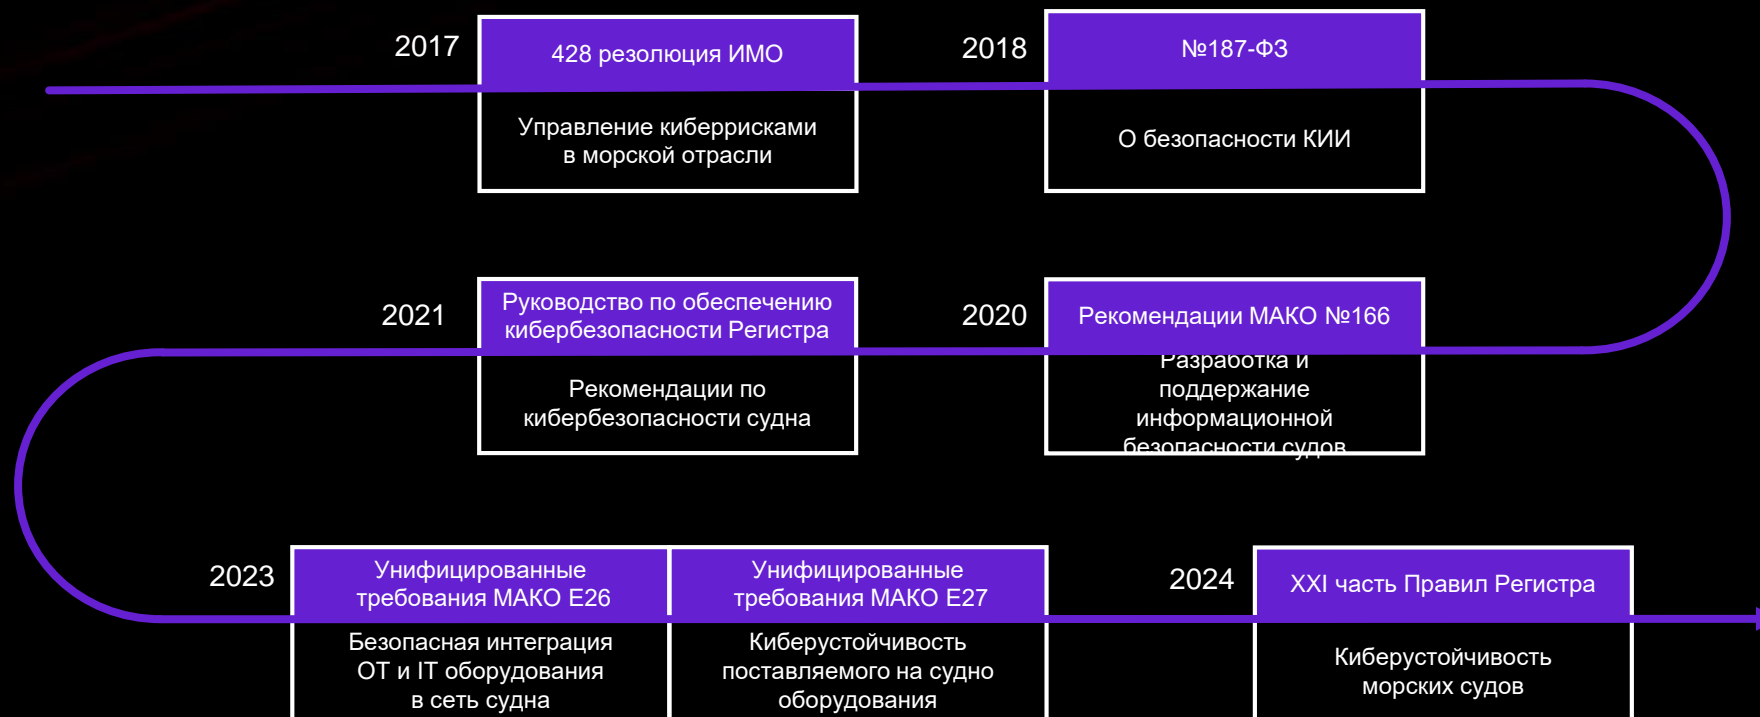 2017
428 резолюция ИМО
Управление киберрисками
в морской отрасли
2018
№187-ФЗ
О безопасности КИИ
2020
Рекомендации МАКО №166
Разработка и
поддержание
информационной
безопасности судов
2021
Руководство по обеспечению
кибербезопасности Регистра
Рекомендации по
кибербезопасности судна
2023
Унифицированные
требования МАКО Е26
Безопасная интеграция
ОТ и IT оборудования
в сеть судна
Унифицированные
требования МАКО Е27
Киберустойчивость
поставляемого на судно
оборудования
2024
XXI часть Правил Регистра
Киберустойчивость
морских судов